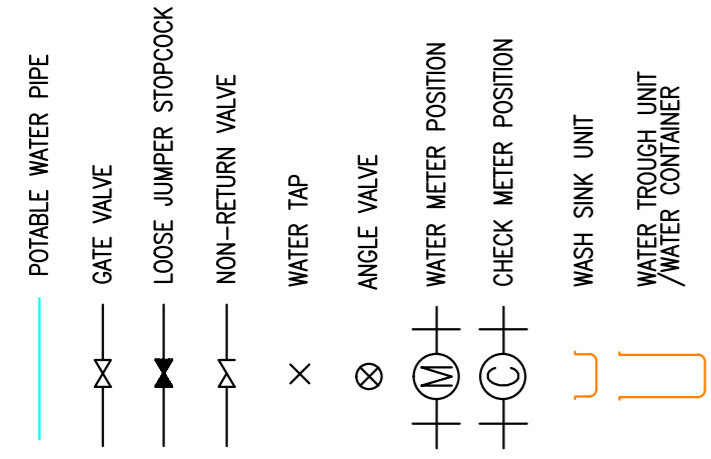 POTABLE WATER PIPE
GATE VALVE
LOOSE JUMPER STOPCOCK
NON-RETURN VALVE
WATER TAP
ANGLE VALVE
M
WATER METER POSITION
C
CHECK METER POSITION
WASH SINK UNIT
WATER TROUGH UNIT
/WATER CONTAINER